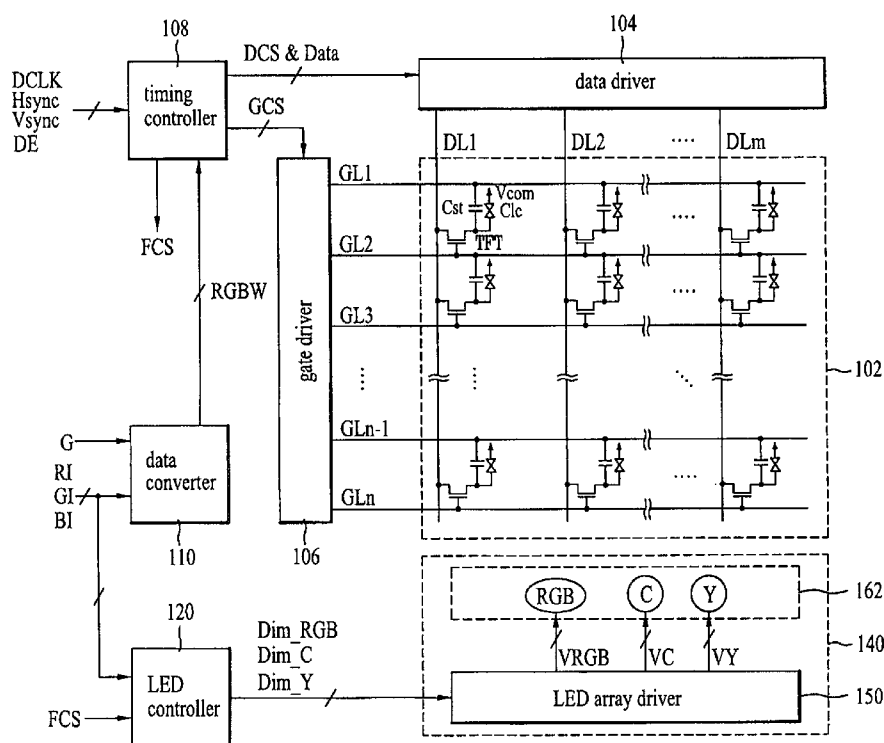 108
104
DCS & Data
DCLK
Hsync
Vsync
DE
timing
controller
data driver
GCS
DL1
DL2
....
DLm
GL1
Vcom
Cst
Clc
TFT
....
FCS
GL2
....
RGBW
GL3
gate driver
102
GLn-1
G
RI
GI
BI
data
converter
....
GLn
110
106
RGB
C
Y
162
120
Dim_RGB
Dim_C
Dim_Y
VRGB
VC
VY
140
LED
controller
LED array driver
150
FCS